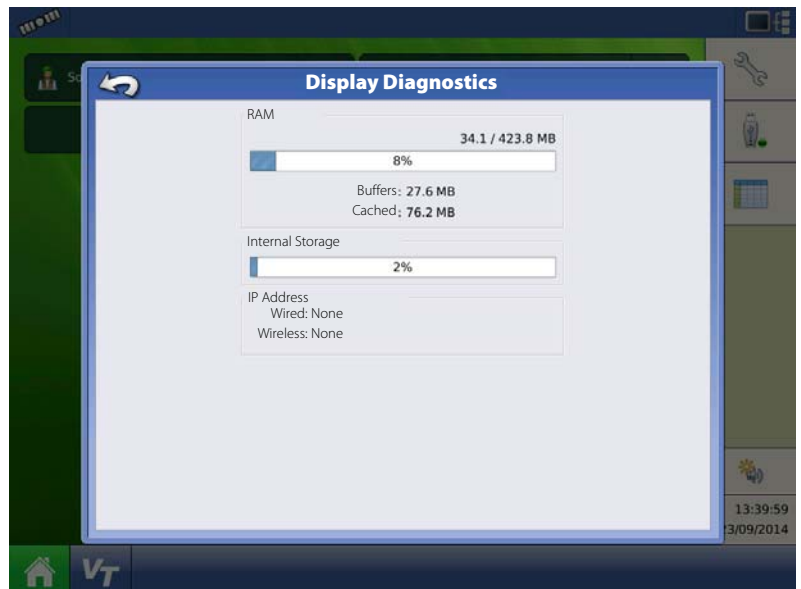 So
Display Diagnostics
RAM
34.1 / 423.8 MB
8%
Buffers: 27.6 MB
Cached: 76.2 MB
Internal Storage
2%
IP Address
Wired: None
Wireless: None
13:39:59
3/09/2014
VT